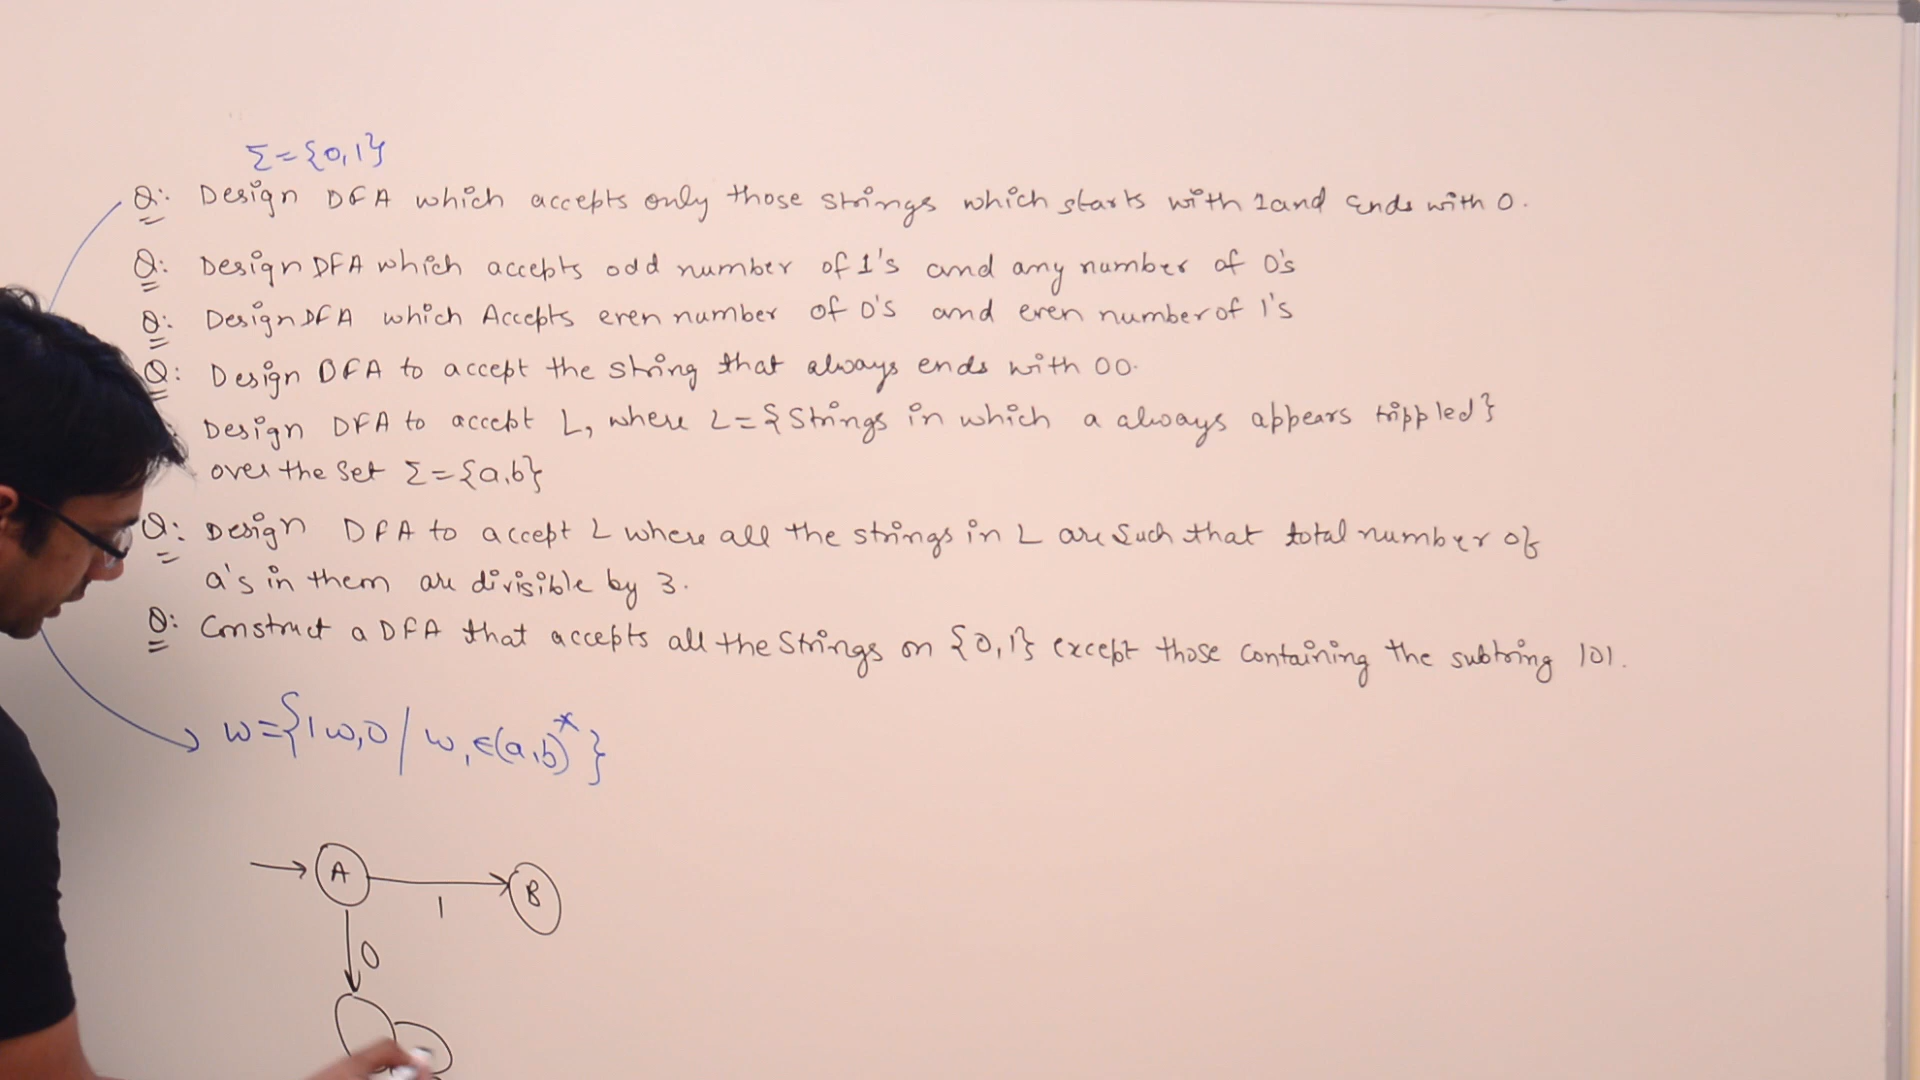 Σ={0,1}
Q: Design DFA which accepts only those strings which starts with 1 and Ends with 0.
Q: Design DFA which accepts odd number of 1's and any number of 0's
Q: Design DFA which Accepts even number of 0's and even number of 1's
Q: Design DFA to accept the string that always ends with 00.
Design DFA to accept L, where L={Strings in which a always appears trippled}
over the Set Σ={a,b}
Q: Design DFA to accept L where all the strings in L are Such that total number of
a's in them are divisible by 3.
Q: Construct a DFA that accepts all the Strings on {0,1} except those containing the substring 101.
w={1w,0 / w, ∈(a,b)*}
A
B
1
0